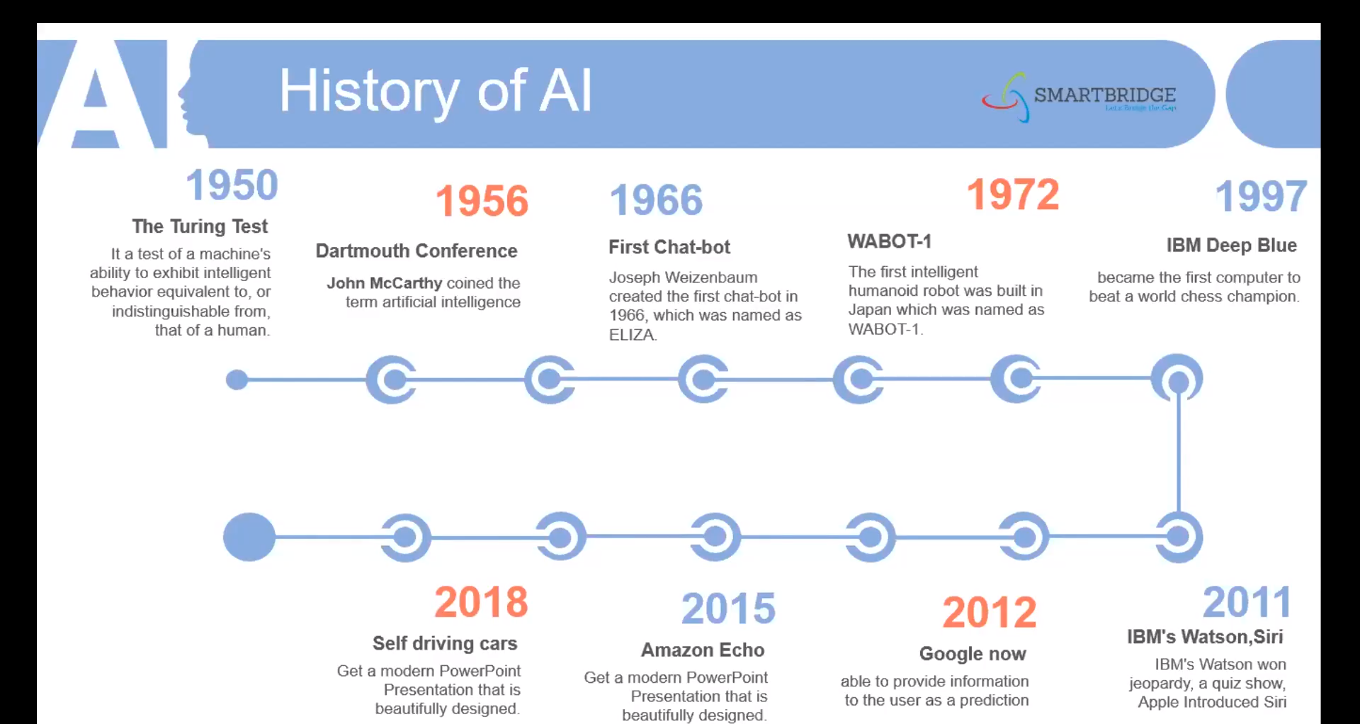 AI
History of AI
SMARTBRIDGE
Let's Bridge the Gap
1950
The Turing Test
It a test of a machine's
ability to exhibit intelligent
behavior equivalent to, or
indistinguishable from,
that of a human.
1956
Dartmouth Conference
John McCarthy coined the
term artificial intelligence
1966
First Chat-bot
Joseph Weizenbaum
created the first chat-bot in
1966, which was named as
ELIZA.
1972
WABOT-1
The first intelligent
humanoid robot was built in
Japan which was named as
WABOT-1.
1997
IBM Deep Blue
became the first computer to
beat a world chess champion.
2018
Self driving cars
Get a modern PowerPoint
Presentation that is
beautifully designed.
2015
Amazon Echo
Get a modern PowerPoint
Presentation that is
beautifully designed.
2012
Google now
able to provide information
to the user as a prediction
2011
IBM's Watson,Siri
IBM's Watson won
jeopardy, a quiz show,
Apple Introduced Siri